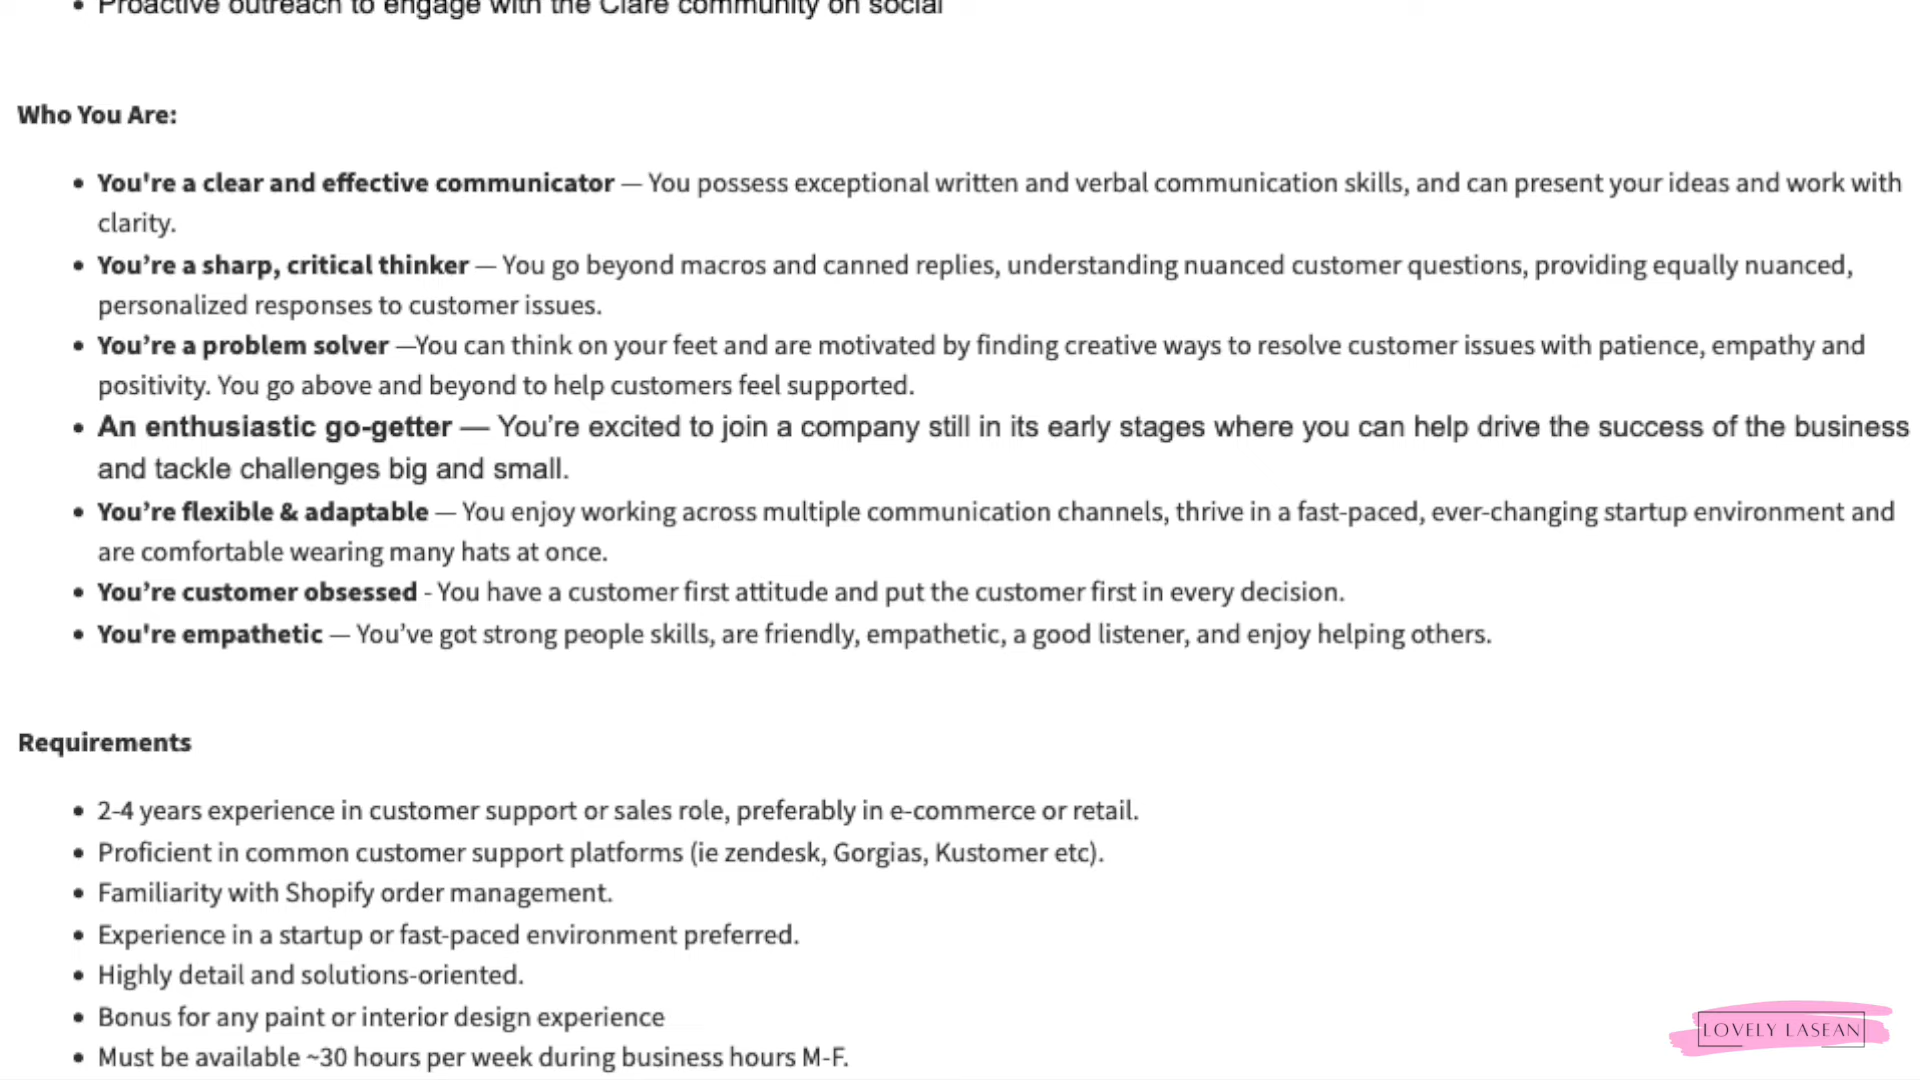 • Proactive outreach to engage with the Clare community on social
Who You Are:
• You're a clear and effective communicator — You possess exceptional written and verbal communication skills, and can present your ideas and work with
clarity.
• You’re a sharp, critical thinker — You go beyond macros and canned replies, understanding nuanced customer questions, providing equally nuanced,
personalized responses to customer issues.
• You’re a problem solver —You can think on your feet and are motivated by finding creative ways to resolve customer issues with patience, empathy and
positivity. You go above and beyond to help customers feel supported.
• An enthusiastic go-getter — You’re excited to join a company still in its early stages where you can help drive the success of the business
and tackle challenges big and small.
• You’re flexible & adaptable — You enjoy working across multiple communication channels, thrive in a fast-paced, ever-changing startup environment and
are comfortable wearing many hats at once.
• You’re customer obsessed - You have a customer first attitude and put the customer first in every decision.
• You're empathetic — You’ve got strong people skills, are friendly, empathetic, a good listener, and enjoy helping others.
Requirements
• 2-4 years experience in customer support or sales role, preferably in e-commerce or retail.
• Proficient in common customer support platforms (ie zendesk, Gorgias, Kustomer etc).
• Familiarity with Shopify order management.
• Experience in a startup or fast-paced environment preferred.
• Highly detail and solutions-oriented.
• Bonus for any paint or interior design experience
• Must be available ~30 hours per week during business hours M-F.
LOVELY LASEAN